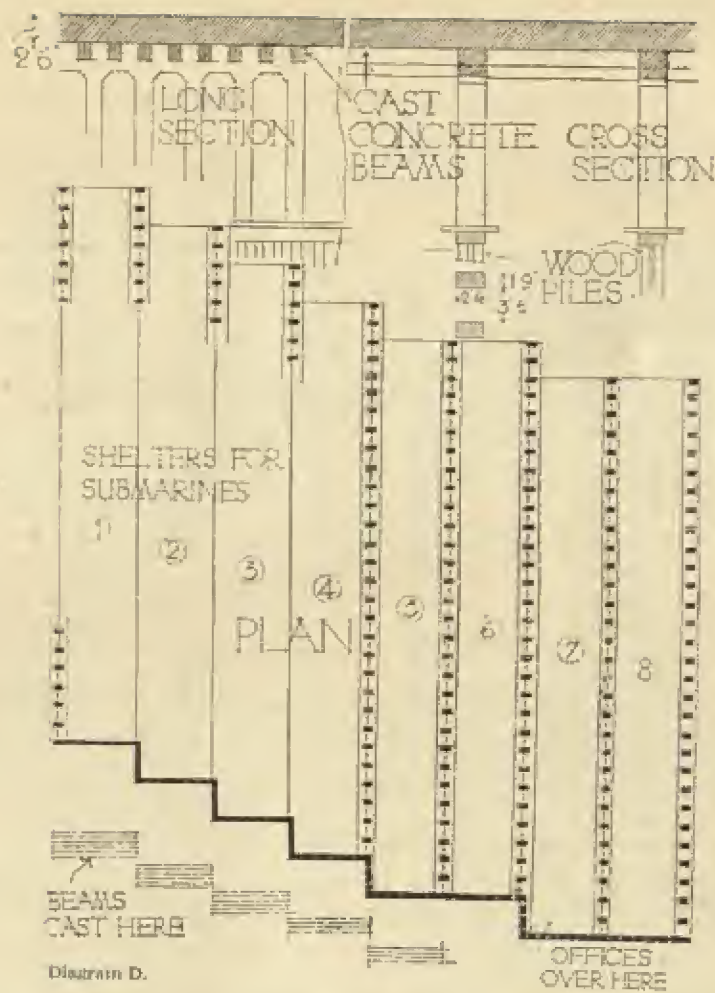 2'6"
LONG
SECTION
CAST
CONCRETE
BEAMS
CROSS
SECTION
WOOD
PILES
SHELTERS FOR
SUBMARINES
1
2
3
4
5
6
7
8
PLAN
BEAMS
CAST HERE
OFFICES
OVER HERE
Diagram D.